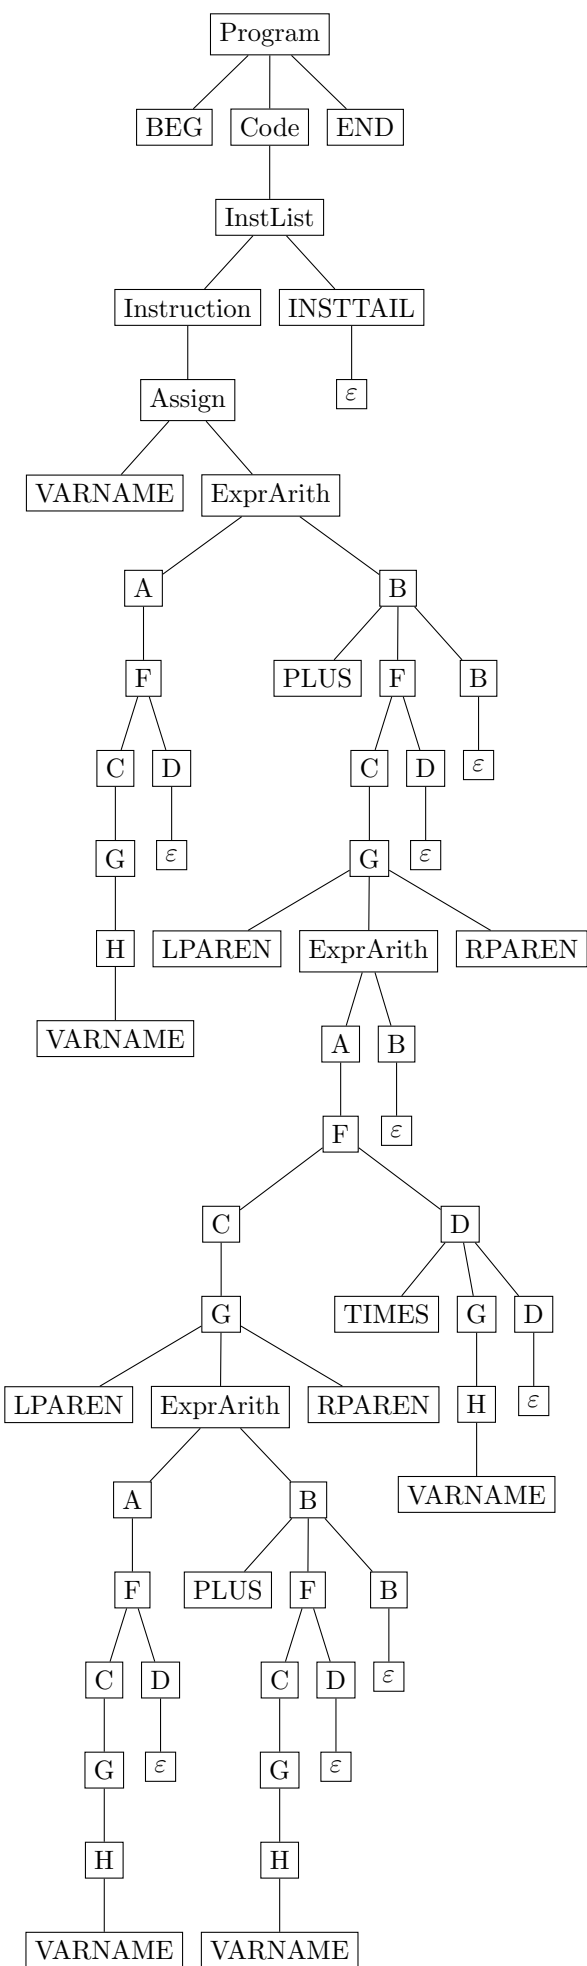 Program
BEG Code END
InstList
Instruction INSTTAIL
Assign ε
VARNAME ExprArith
A B
F PLUS F B
C D C D ε
G ε G ε
H LPAREN ExprArith RPAREN
VARNAME A B
F ε
C D
G TIMES G D
LPAREN ExprArith RPAREN H ε
A B VARNAME
F PLUS F B
C D C D ε
G ε G ε
H H
VARNAME VARNAME